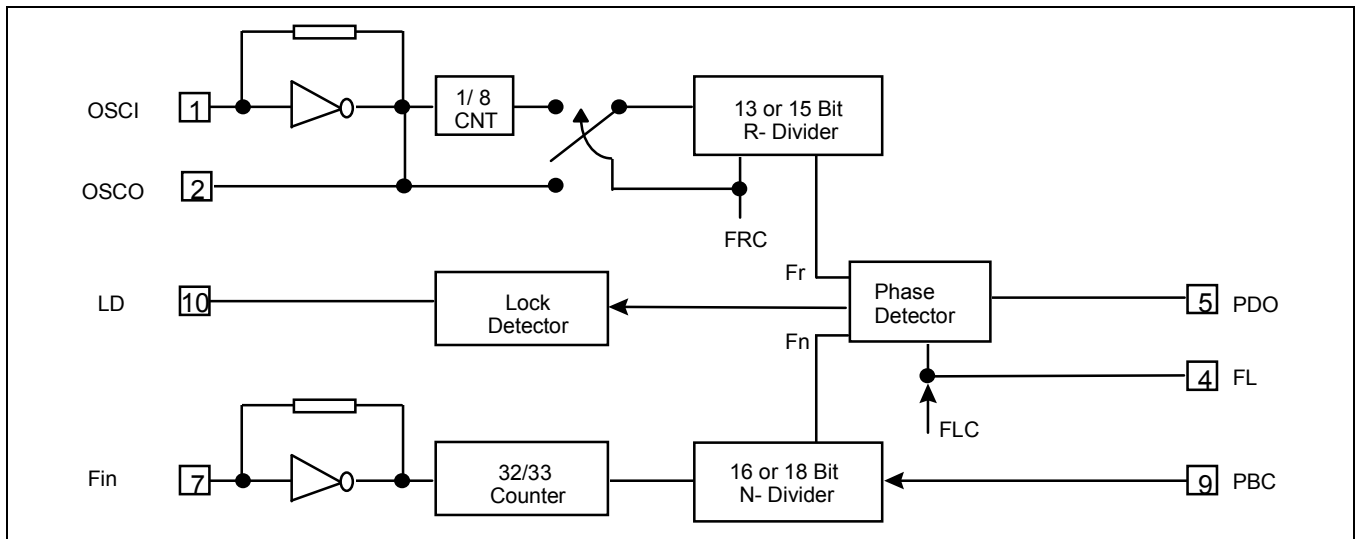 OSCI
1
1/ 8
CNT
13 or 15 Bit
R- Divider
OSCO
2
FRC
Fr
LD
10
Lock
Detector
Phase
Detector
5
PDO
Fn
4
FL
FLC
Fin
7
32/33
Counter
16 or 18 Bit
N- Divider
9
PBC